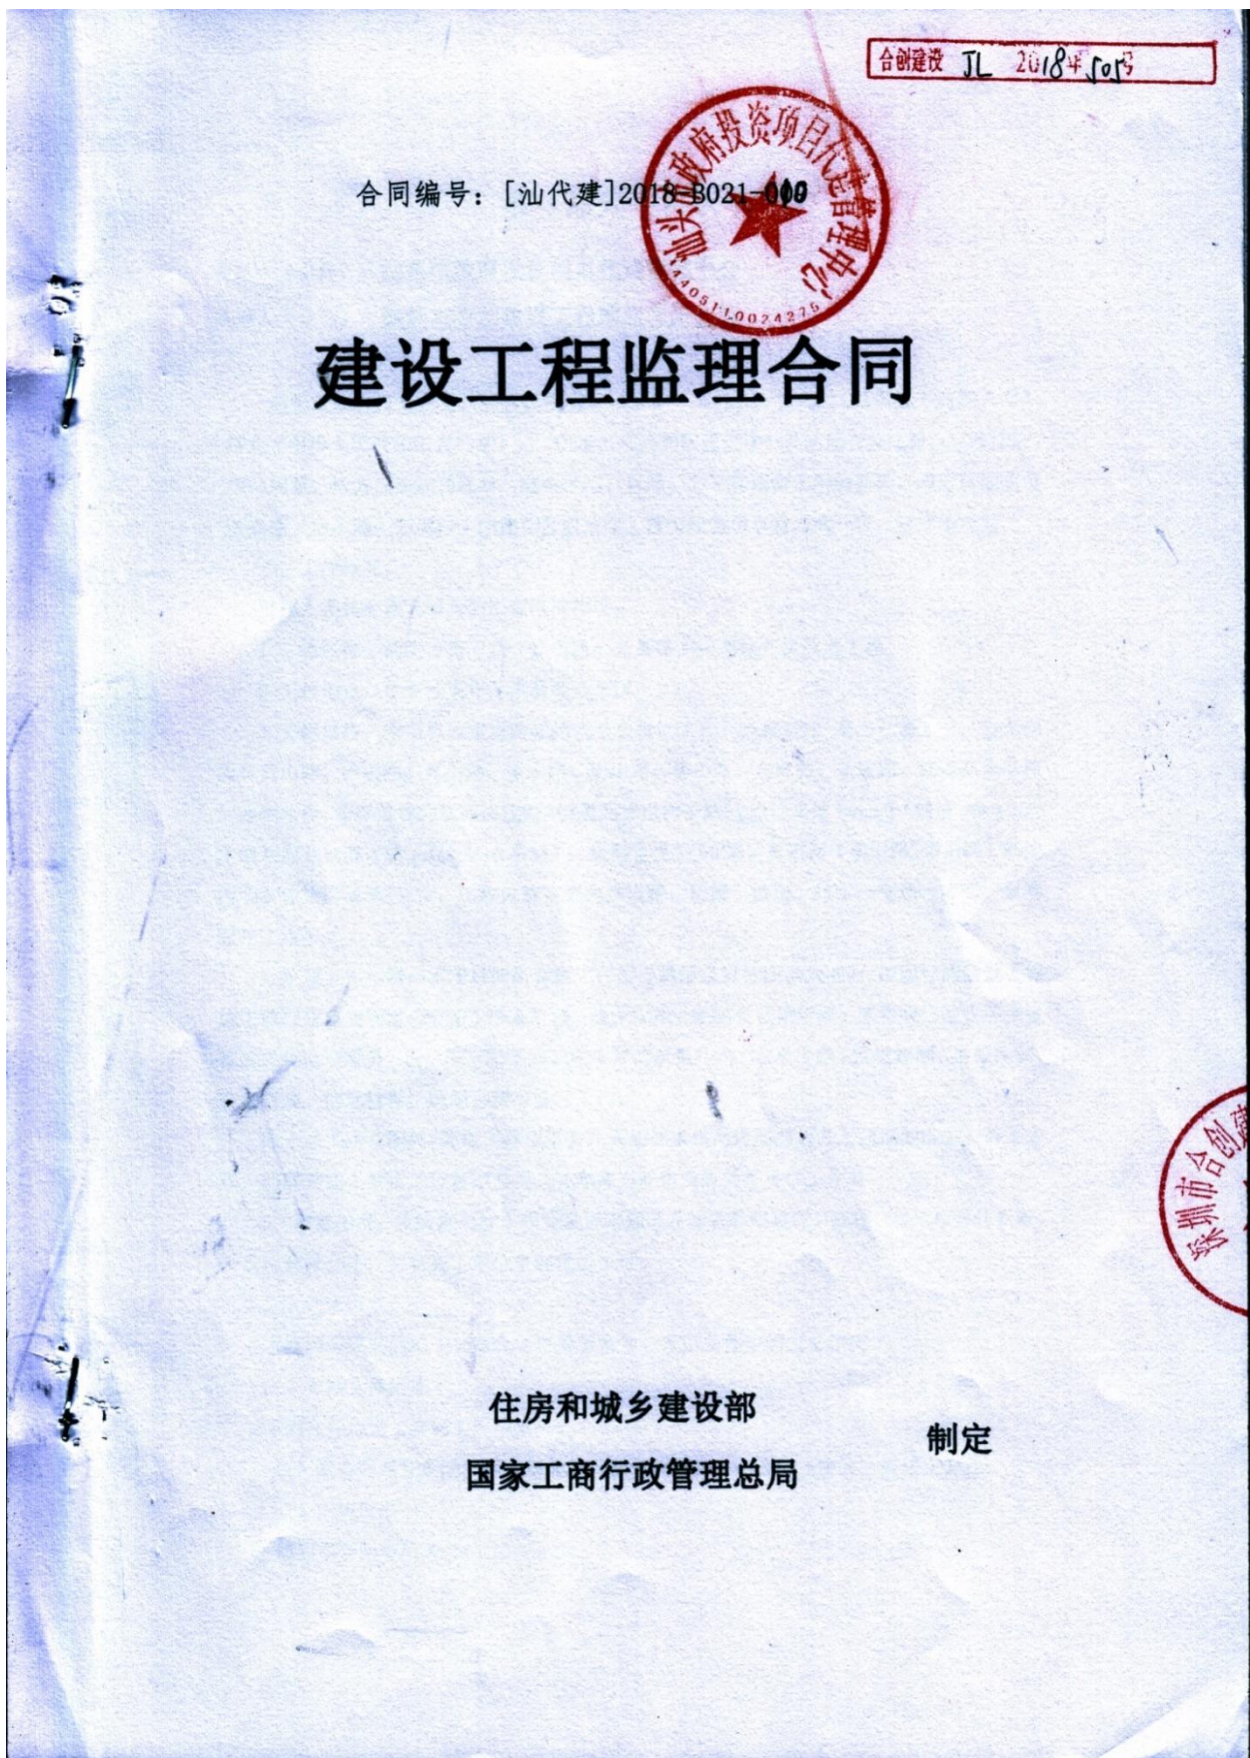 合创建设 JL 2018年505号
汕头市政府投资项目代建管理中心
4405110024275
合同编号：[汕代建]2018-B021-010
建设工程监理合同
深圳市合创建
住房和城乡建设部
制定
国家工商行政管理总局